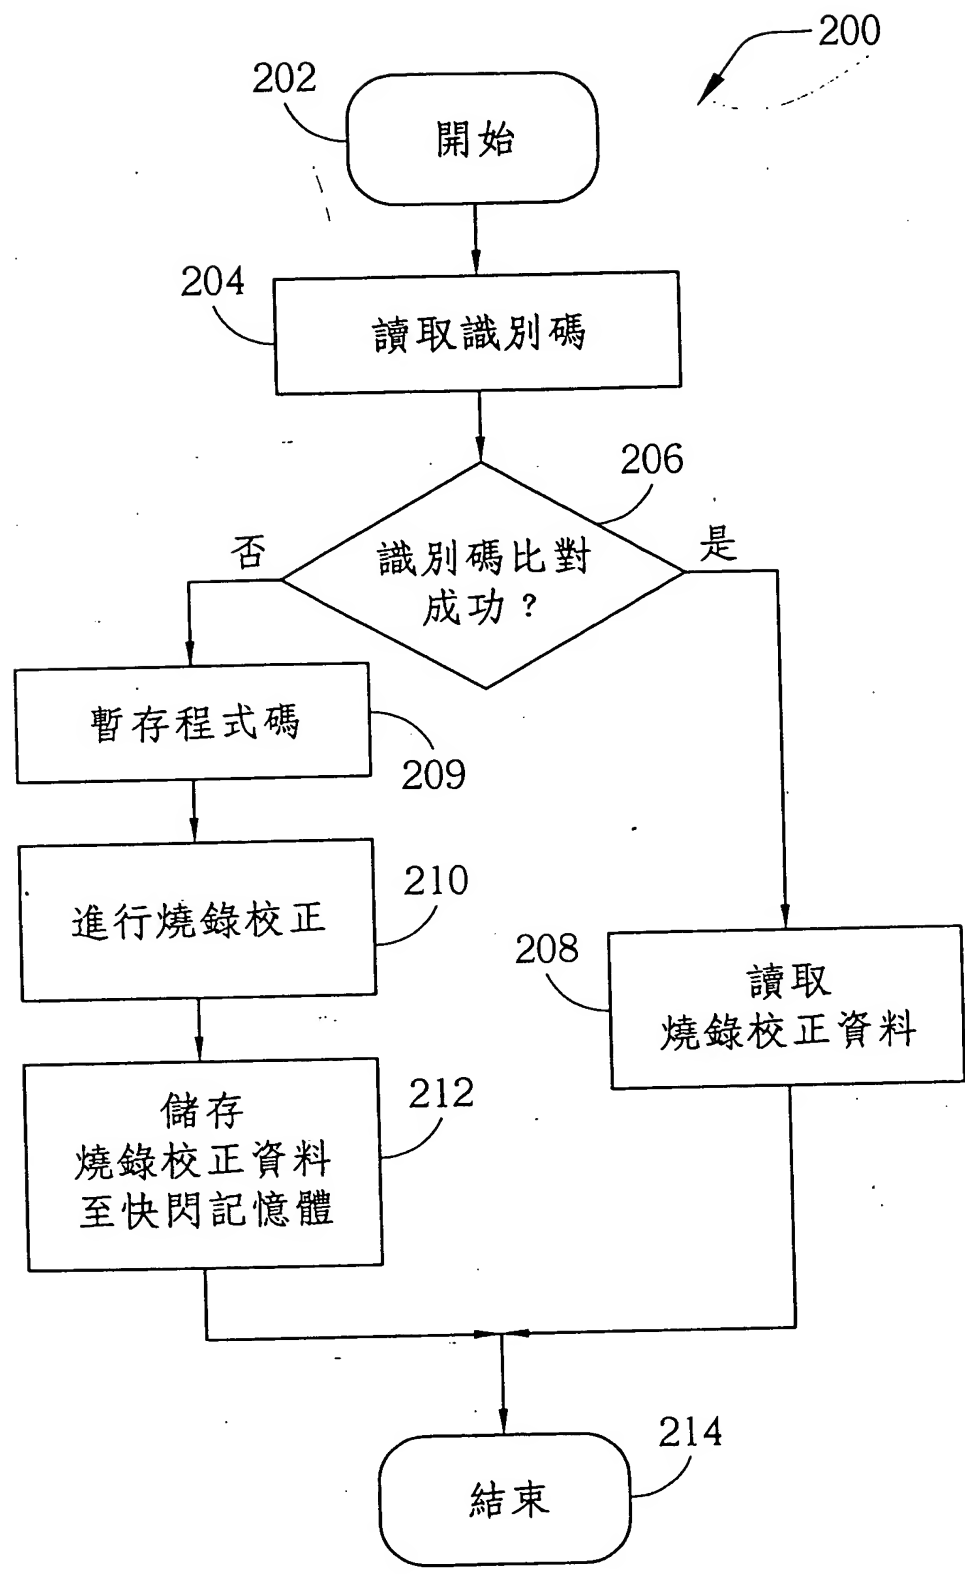 200
202
開始
204
讀取識別碼
206
否
是
識別碼比對
成功?
暫存程式碼
209
210
進行燒錄校正
208
讀取
燒錄校正資料
212
儲存
燒錄校正資料
至快閃記憶體
214
結束